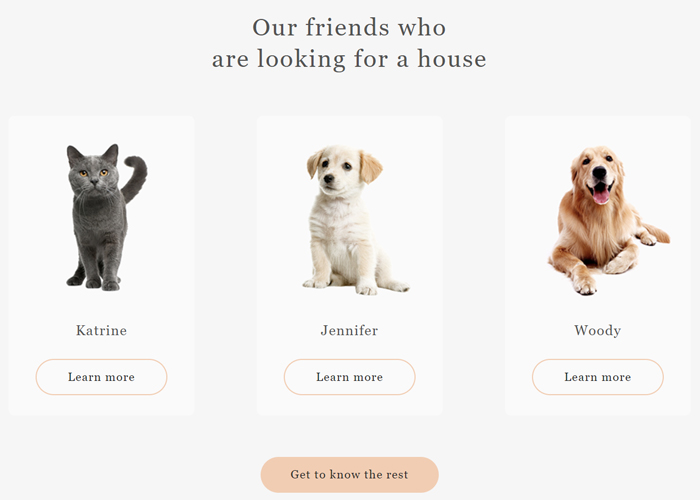 Our friends who
are looking for a house
Katrine
Jennifer
Woody
Learn more
Learn more
Learn more
Get to know the rest